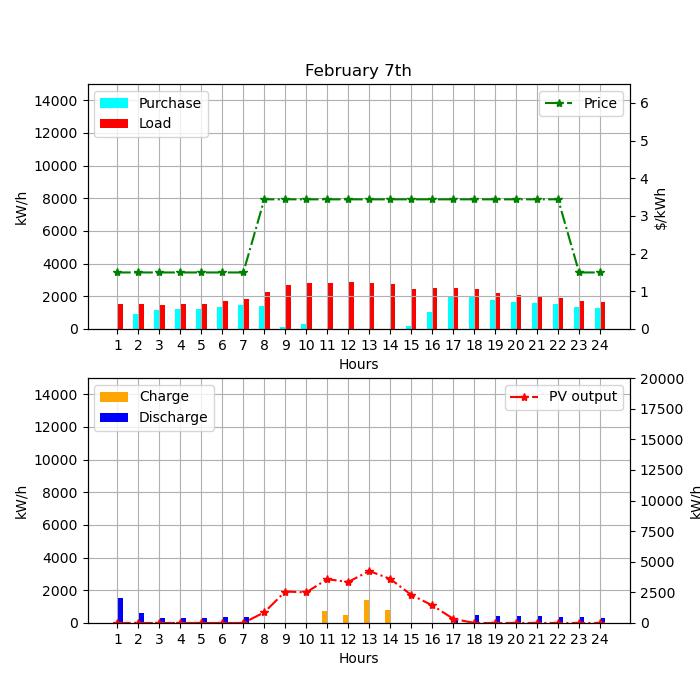 February 7th
Purchase
Load
Price
14000
12000
10000
8000
6000
4000
2000
0
kW/h
6
5
4
3
2
1
0
$/kWh
1 2 3 4 5 6 7 8 9 10 11 12 13 14 15 16 17 18 19 20 21 22 23 24
Hours
Charge
Discharge
PV output
14000
12000
10000
8000
6000
4000
2000
0
kW/h
20000
17500
15000
12500
10000
7500
5000
2500
0
kW/h
1 2 3 4 5 6 7 8 9 10 11 12 13 14 15 16 17 18 19 20 21 22 23 24
Hours